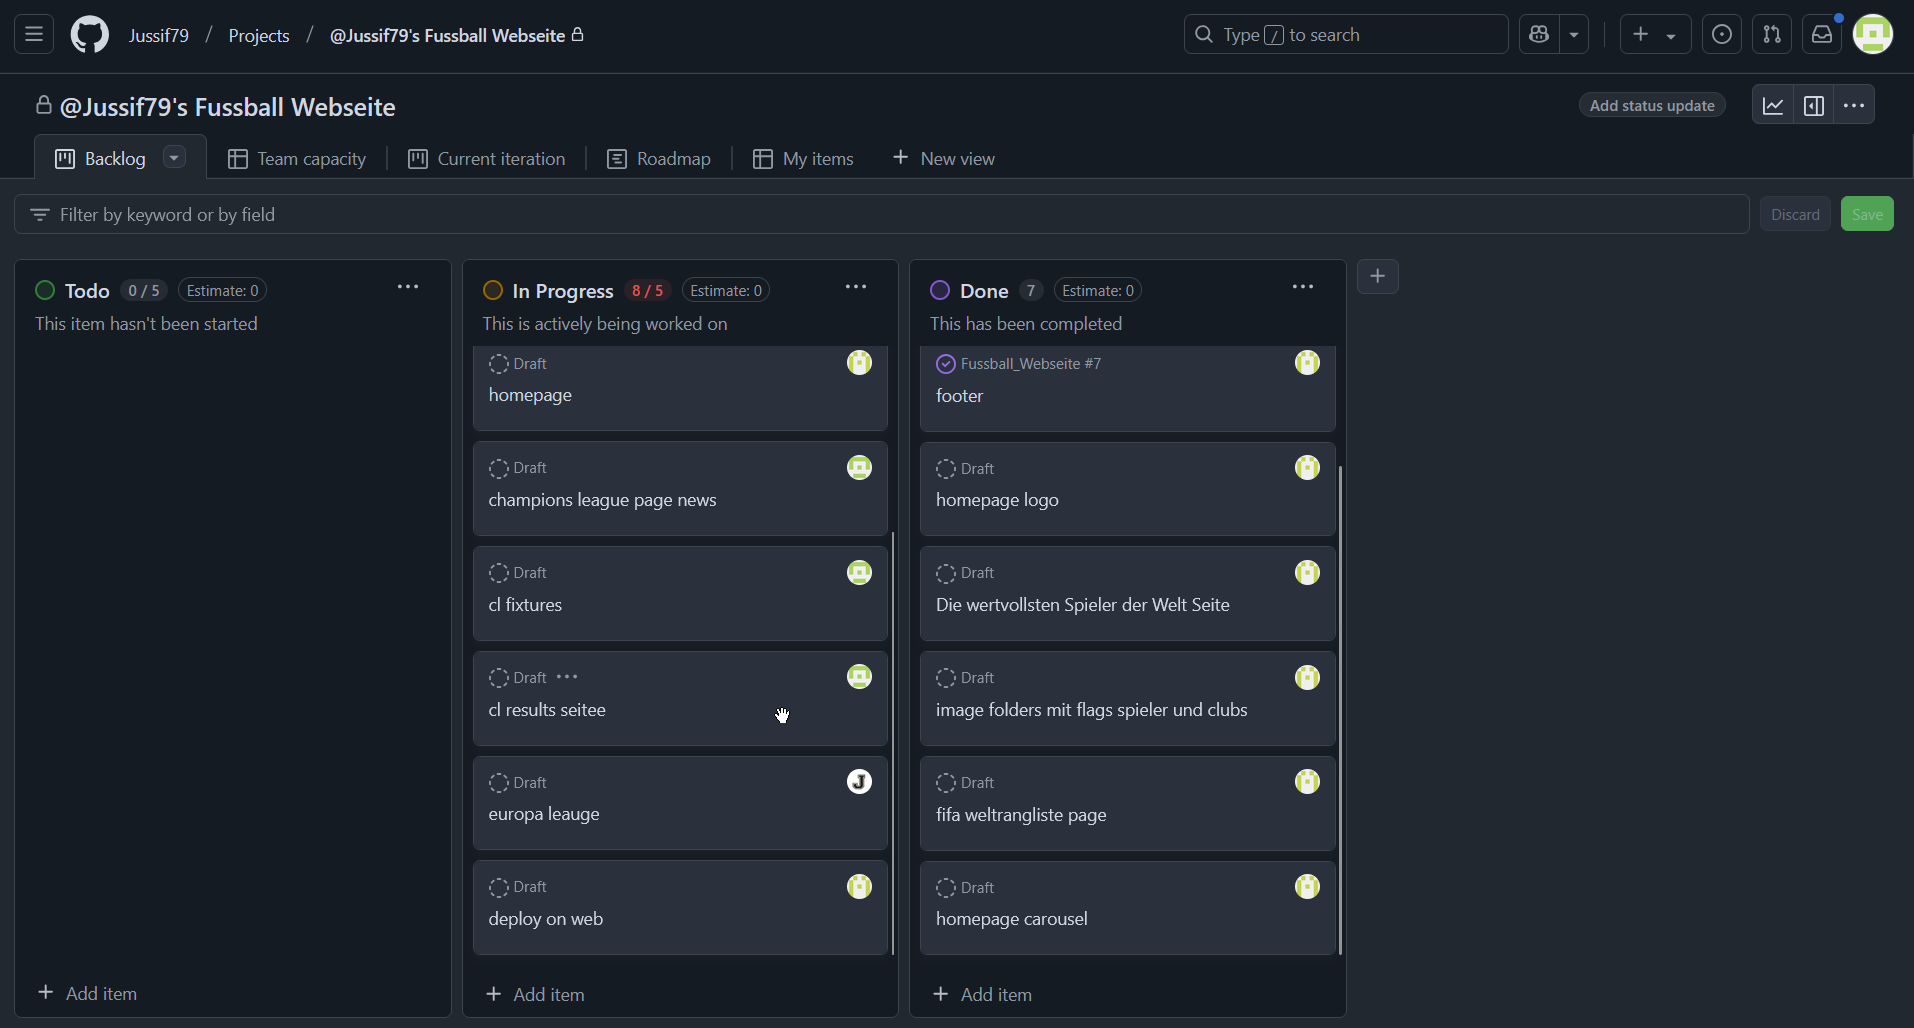 Jussif79 / Projects / @Jussif79's Fussball Webseite
Type / to search
@Jussif79's Fussball Webseite
Add status update
Backlog
Team capacity
Current iteration
Roadmap
My items
New view
Filter by keyword or by field
Discard
Save
Todo 0 / 5 Estimate: 0
This item hasn't been started
Add item
In Progress 8 / 5 Estimate: 0
This is actively being worked on
Draft
homepage
Draft
champions league page news
Draft
cl fixtures
Draft
cl results seitee
Draft
J
europa leauge
Draft
deploy on web
Add item
Done 7 Estimate: 0
This has been completed
Fussball_Webseite #7
footer
Draft
homepage logo
Draft
Die wertvollsten Spieler der Welt Seite
Draft
image folders mit flags spieler und clubs
Draft
fifa weltrangliste page
Draft
homepage carousel
Add item